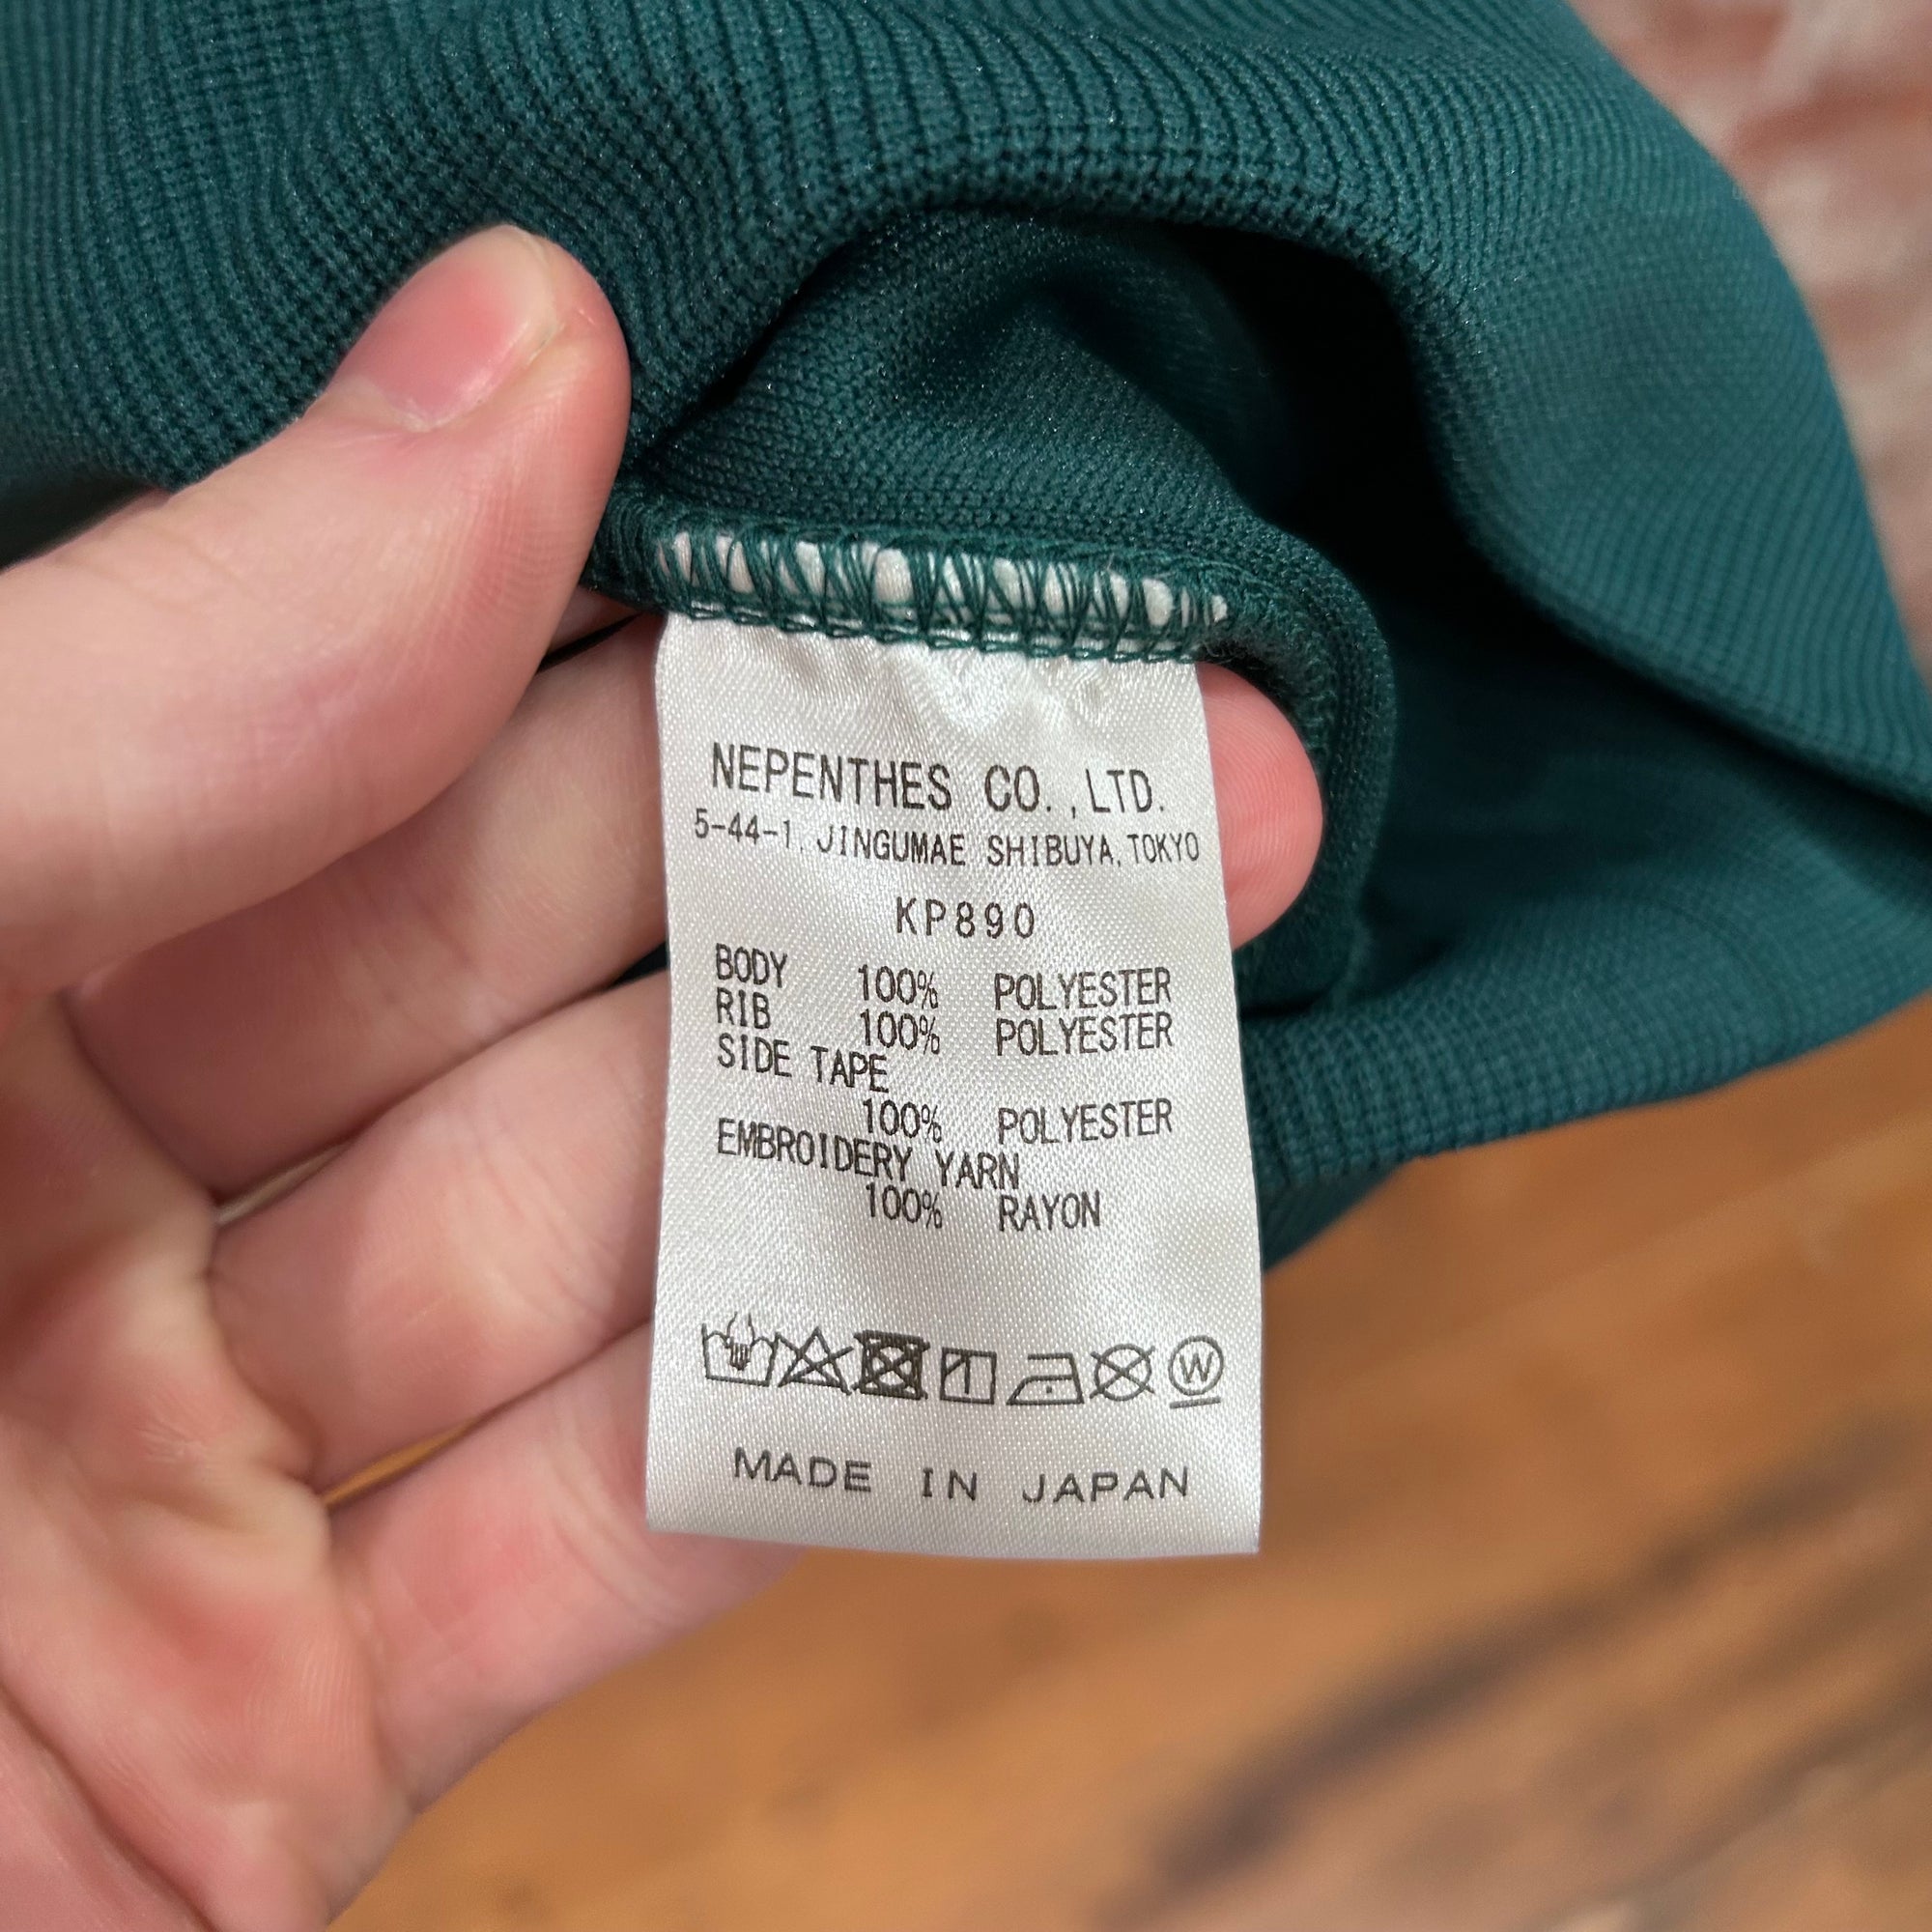 NEPENTHES CO.,LTD.
5-44-1,JINGUMAE SHIBUYA,TOKYO
KP890
BODY 100% POLYESTER
RIB 100% POLYESTER
SIDE TAPE
100% POLYESTER
EMBROIDERY YARN
100% RAYON
W
MADE IN JAPAN